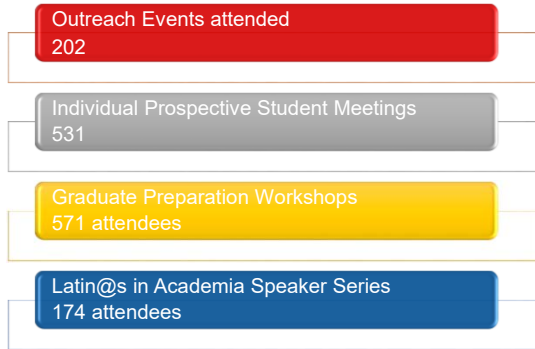 Outreach Events attended
202
Individual Prospective Student Meetings
531
Graduate Preparation Workshops
571 attendees
Latin@s in Academia Speaker Series
174 attendees